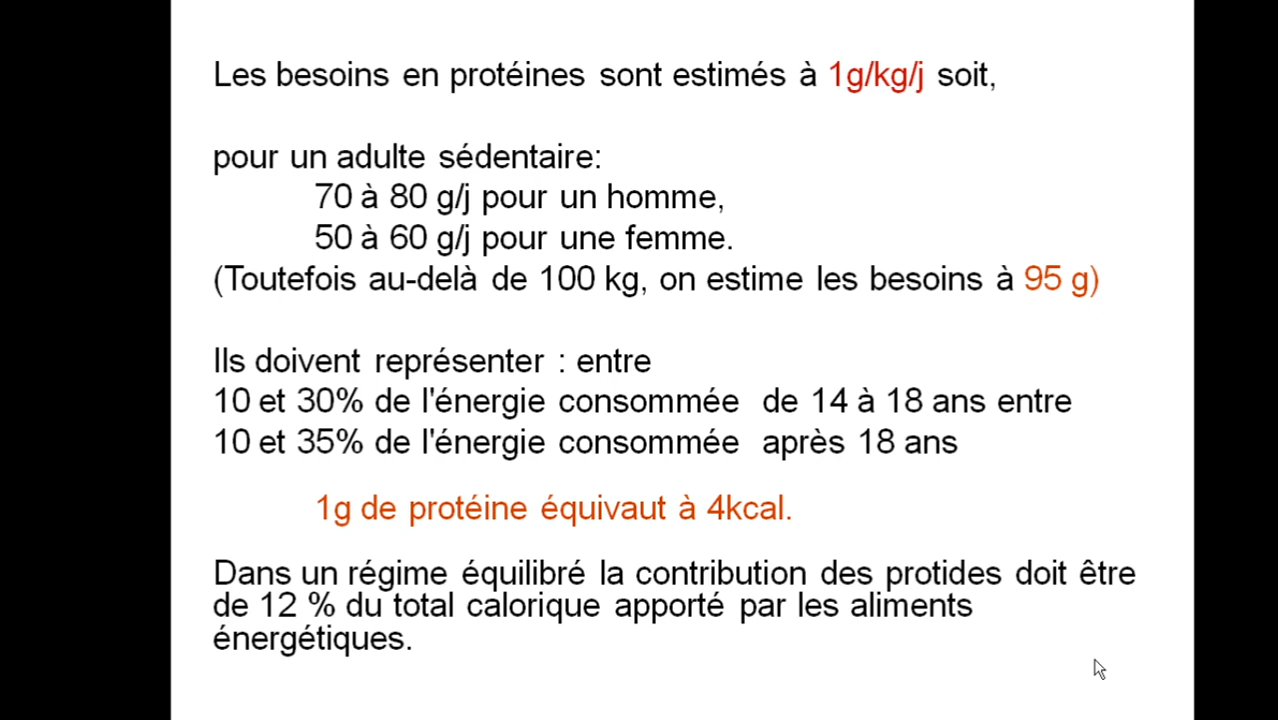 Les besoins en protéines sont estimés à 1g/kg/j soit,
pour un adulte sédentaire:
70 à 80 g/j pour un homme,
50 à 60 g/j pour une femme.
(Toutefois au-delà de 100 kg, on estime les besoins à 95 g)
Ils doivent représenter : entre
10 et 30% de l'énergie consommée de 14 à 18 ans entre
10 et 35% de l'énergie consommée après 18 ans
1g de protéine équivaut à 4kcal.
Dans un régime équilibré la contribution des protides doit être
de 12 % du total calorique apporté par les aliments
énergétiques.